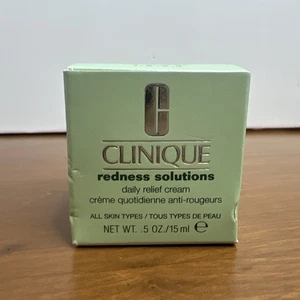 CLINIQUE
redness solutions
daily relief cream
crème quotidienne anti-rougeurs
ALL SKIN TYPES / TOUS TYPES DE PEAU
NET WT. .5 OZ./15 ml ℮